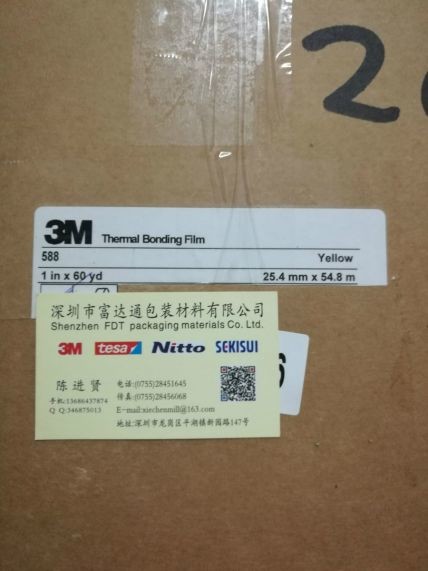 3M Thermal Bonding Film
588 Yellow
1 in x 60 yd 25.4 mm x 54.8 m
深圳市富达通包装材料有限公司
Shenzhen FDT packaging materials Co. Ltd.
3M tesa Nitto SEKISUI
陈进贤
手机:13686437874
Q Q:346875013
电话:(0755)28451645
传真:(0755)28456068
E-mail:xiechenmill@163.com
地址:深圳市龙岗区平湖镇新园路147号